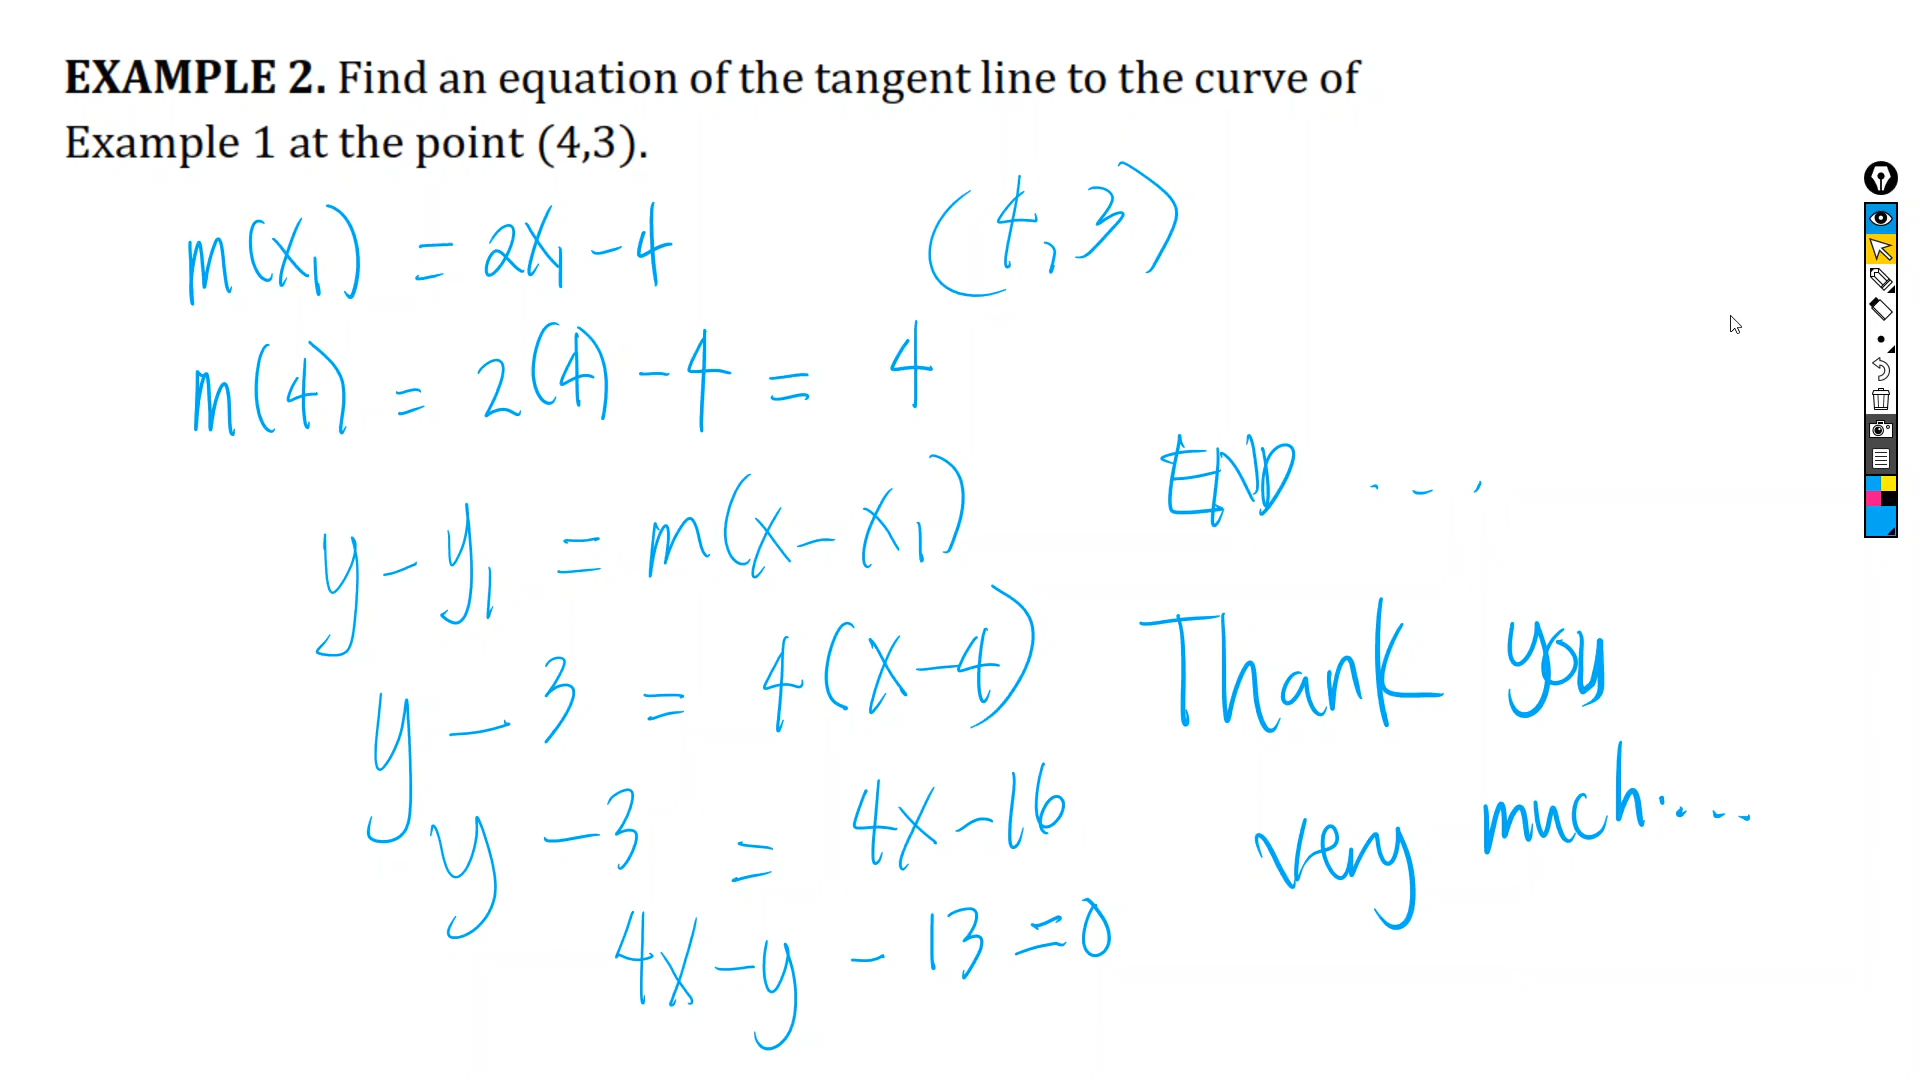 EXAMPLE 2. Find an equation of the tangent line to the curve of
Example 1 at the point (4,3).
m(x₁) = 2x₁ - 4
(4,3)
m(4) = 2(4) - 4 = 4
END ....
y - y₁ = m(x - x₁)
y - 3 = 4(x - 4)
Thank you
y - 3 = 4x - 16
very much....
4x - y - 13 = 0